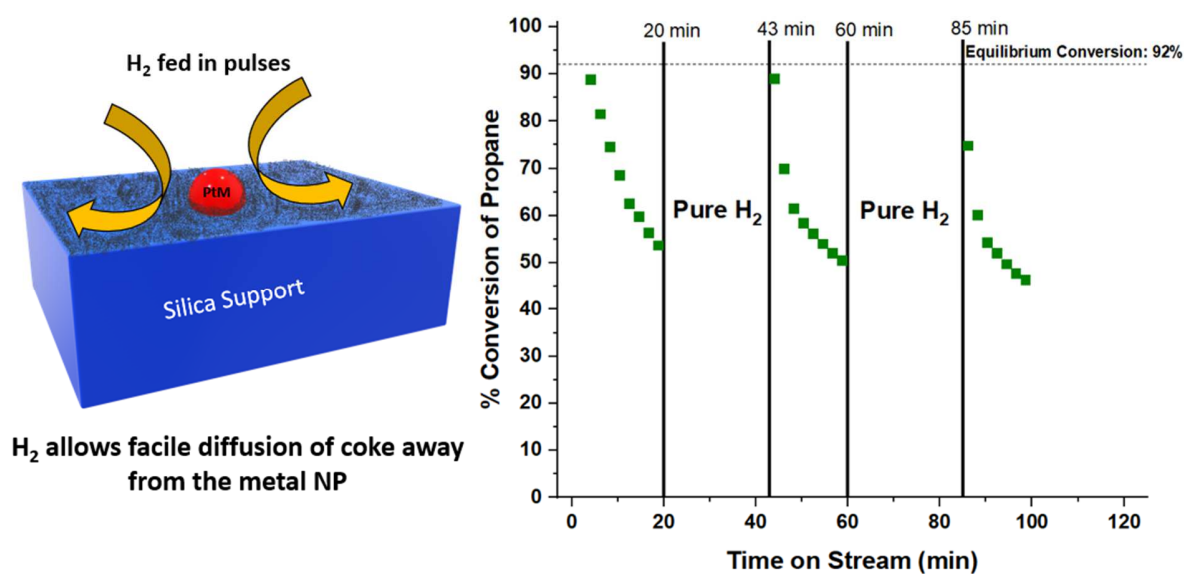 H₂ fed in pulses
PtM
Silica Support
H₂ allows facile diffusion of coke away
from the metal NP
% Conversion of Propane
100
90
80
70
60
50
40
30
20
10
0
20 min
43 min
60 min
85 min
Equilibrium Conversion: 92%
Pure H₂
Pure H₂
0
20
40
60
80
100
120
Time on Stream (min)